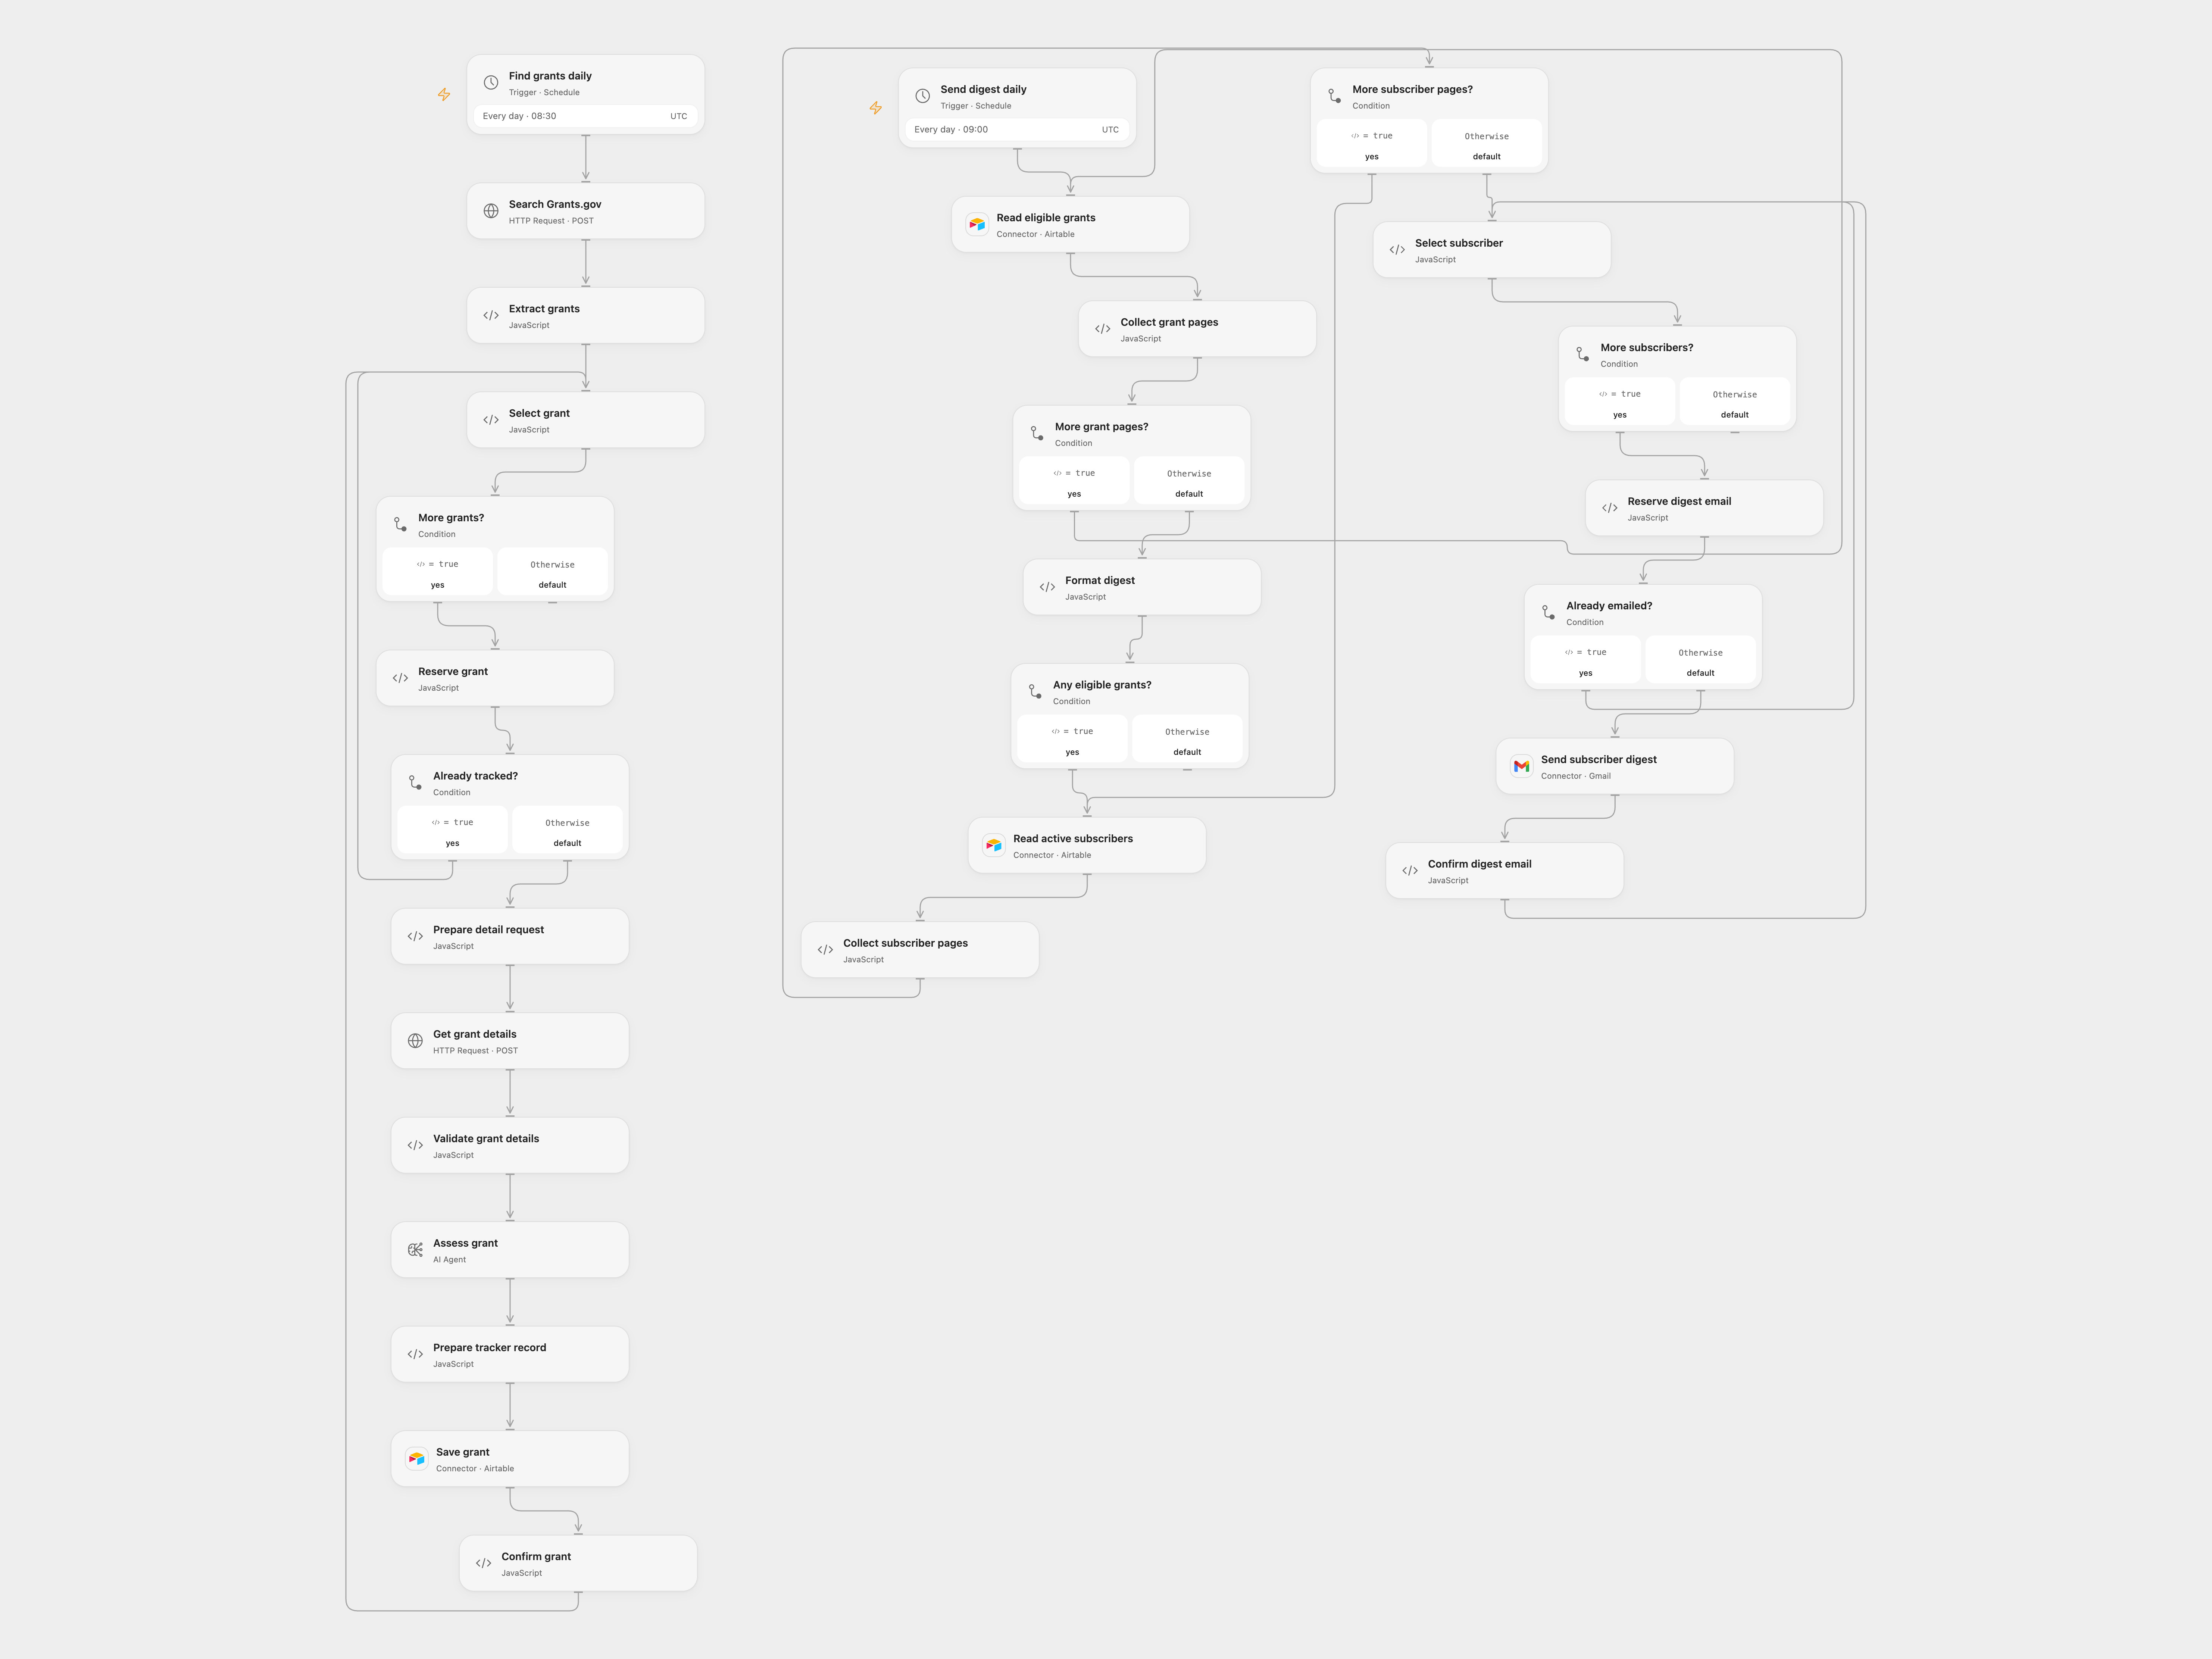 Find grants daily
Trigger · Schedule
Every day · 08:30 UTC
Search Grants.gov
HTTP Request · POST
Extract grants
JavaScript
Select grant
JavaScript
More grants?
Condition
</> = true Otherwise
yes default
Reserve grant
JavaScript
Already tracked?
Condition
</> = true Otherwise
yes default
Prepare detail request
JavaScript
Get grant details
HTTP Request · POST
Validate grant details
JavaScript
Assess grant
AI Agent
Prepare tracker record
JavaScript
Save grant
Connector · Airtable
Confirm grant
JavaScript
Send digest daily
Trigger · Schedule
Every day · 09:00 UTC
Read eligible grants
Connector · Airtable
Collect grant pages
JavaScript
More grant pages?
Condition
</> = true Otherwise
yes default
Format digest
JavaScript
Any eligible grants?
Condition
</> = true Otherwise
yes default
Read active subscribers
Connector · Airtable
Collect subscriber pages
JavaScript
More subscriber pages?
Condition
</> = true Otherwise
yes default
Select subscriber
JavaScript
More subscribers?
Condition
</> = true Otherwise
yes default
Reserve digest email
JavaScript
Already emailed?
Condition
</> = true Otherwise
yes default
Send subscriber digest
Connector · Gmail
Confirm digest email
JavaScript